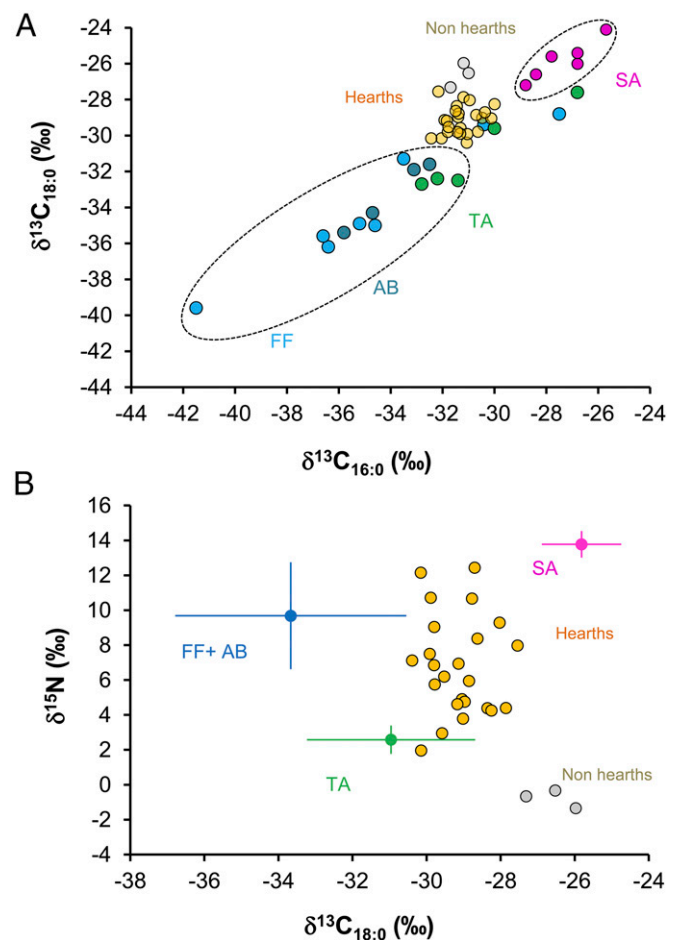 A
-24
-26
-28
-30
-32
-34
-36
-38
-40
-42
-44
δ¹³C₁₈:₀ (‰)
Non hearths
Hearths
SA
TA
AB
FF
-44 -42 -40 -38 -36 -34 -32 -30 -28 -26 -24
δ¹³C₁₆:₀ (‰)
B
16
14
12
10
8
6
4
2
0
-2
-4
δ¹⁵N (‰)
SA
Hearths
FF+ AB
TA
Non hearths
-38 -36 -34 -32 -30 -28 -26 -24
δ¹³C₁₈:₀ (‰)